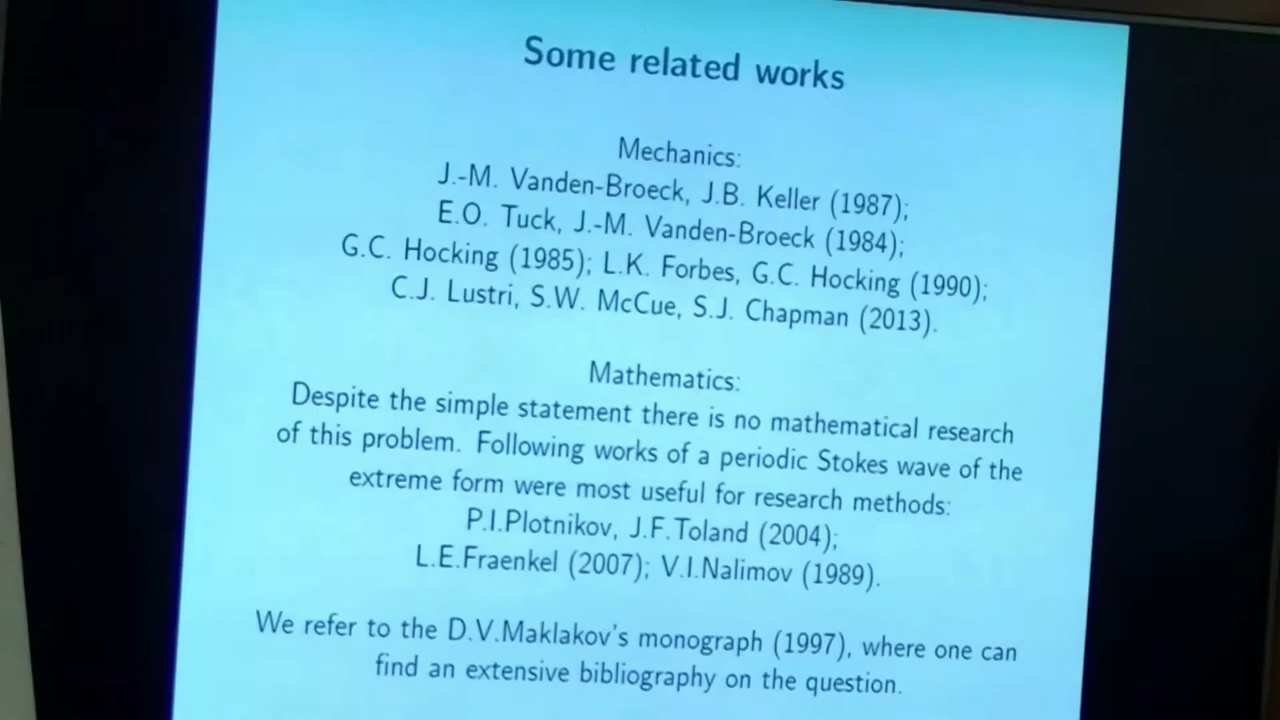 Some related works
Mechanics:
J.-M. Vanden-Broeck, J.B. Keller (1987);
E.O. Tuck, J.-M. Vanden-Broeck (1984);
G.C. Hocking (1985); L.K. Forbes, G.C. Hocking (1990);
C.J. Lustri, S.W. McCue, S.J. Chapman (2013).
Mathematics:
Despite the simple statement there is no mathematical research
of this problem. Following works of a periodic Stokes wave of the
extreme form were most useful for research methods:
P.I.Plotnikov, J.F.Toland (2004);
L.E.Fraenkel (2007); V.I.Nalimov (1989).
We refer to the D.V.Maklakov's monograph (1997), where one can
find an extensive bibliography on the question.